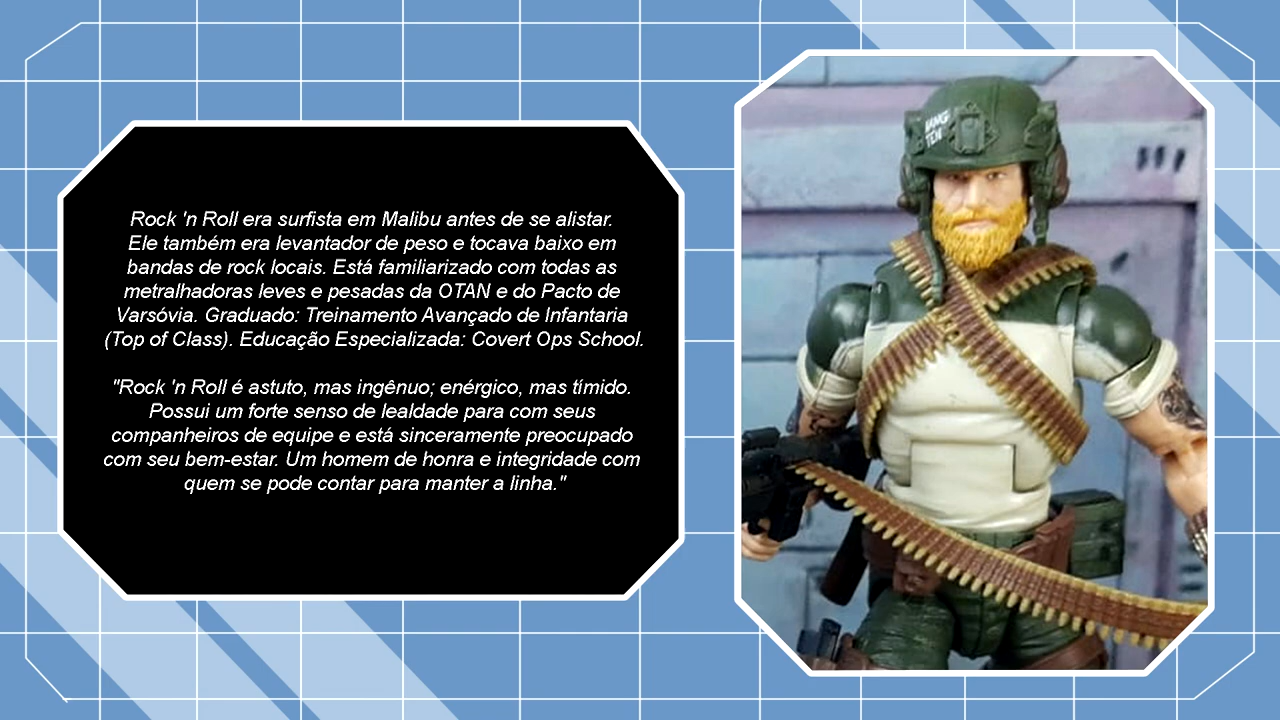 Rock 'n Roll era surfista em Malibu antes de se alistar.
Ele também era levantador de peso e tocava baixo em
bandas de rock locais. Está familiarizado com todas as
metralhadoras leves e pesadas da OTAN e do Pacto de
Varsóvia. Graduado: Treinamento Avançado de Infantaria
(Top of Class). Educação Especializada: Covert Ops School.
"Rock 'n Roll é astuto, mas ingênuo; enérgico, mas tímido.
Possui um forte senso de lealdade para com seus
companheiros de equipe e está sinceramente preocupado
com seu bem-estar. Um homem de honra e integridade com
quem se pode contar para manter a linha."
TEN